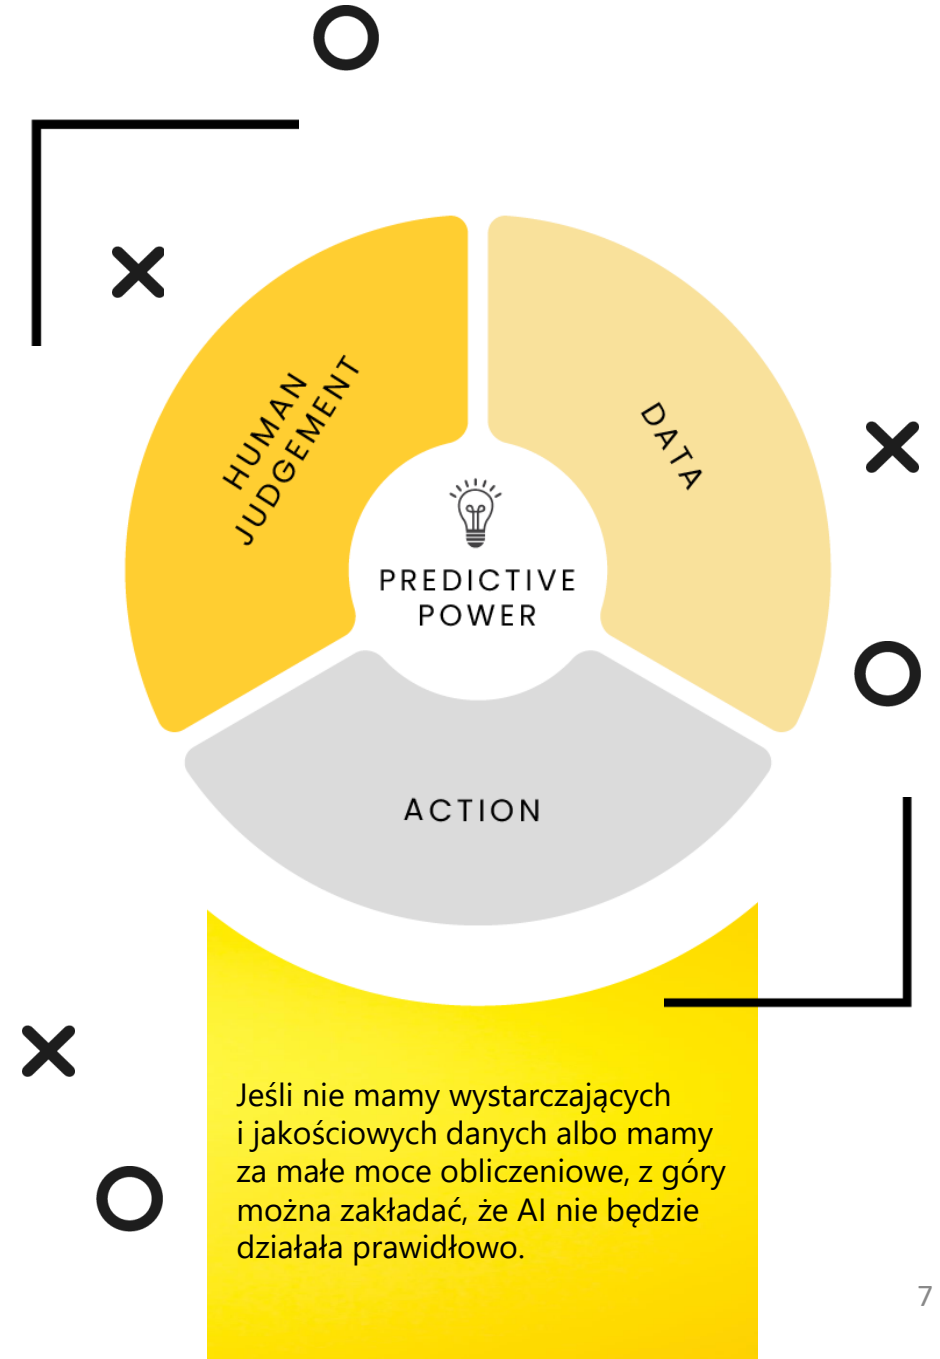 HUMAN
JUDGEMENT
DATA
PREDICTIVE
POWER
ACTION
Jeśli nie mamy wystarczających
i jakościowych danych albo mamy
za małe moce obliczeniowe, z góry
można zakładać, że AI nie będzie
działała prawidłowo.
7